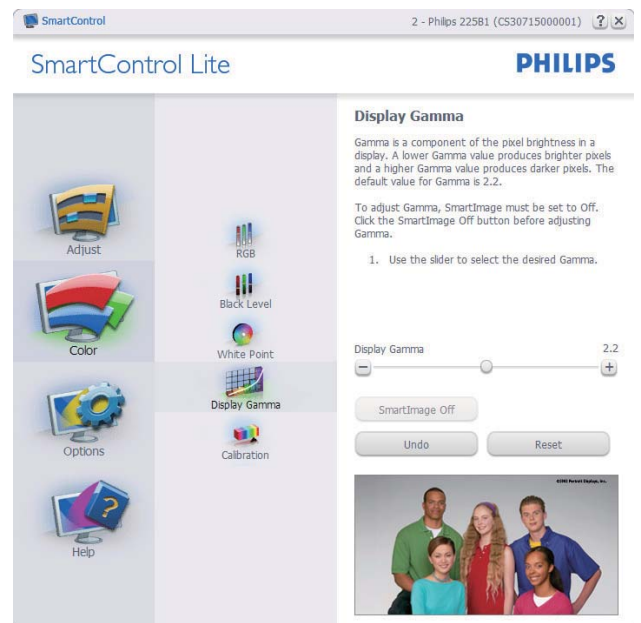 SmartControl
2 - Philips 225B1 (CS30715000001)
SmartControl Lite
PHILIPS
Adjust
Color
Options
Help
RGB
Black Level
White Point
Display Gamma
Calibration
Display Gamma
Gamma is a component of the pixel brightness in a
display. A lower Gamma value produces brighter pixels
and a higher Gamma value produces darker pixels. The
default value for Gamma is 2.2.
To adjust Gamma, SmartImage must be set to Off.
Click the SmartImage Off button before adjusting
Gamma.
1. Use the slider to select the desired Gamma.
Display Gamma 2.2
SmartImage Off
Undo Reset
Portrait Displays, Inc.